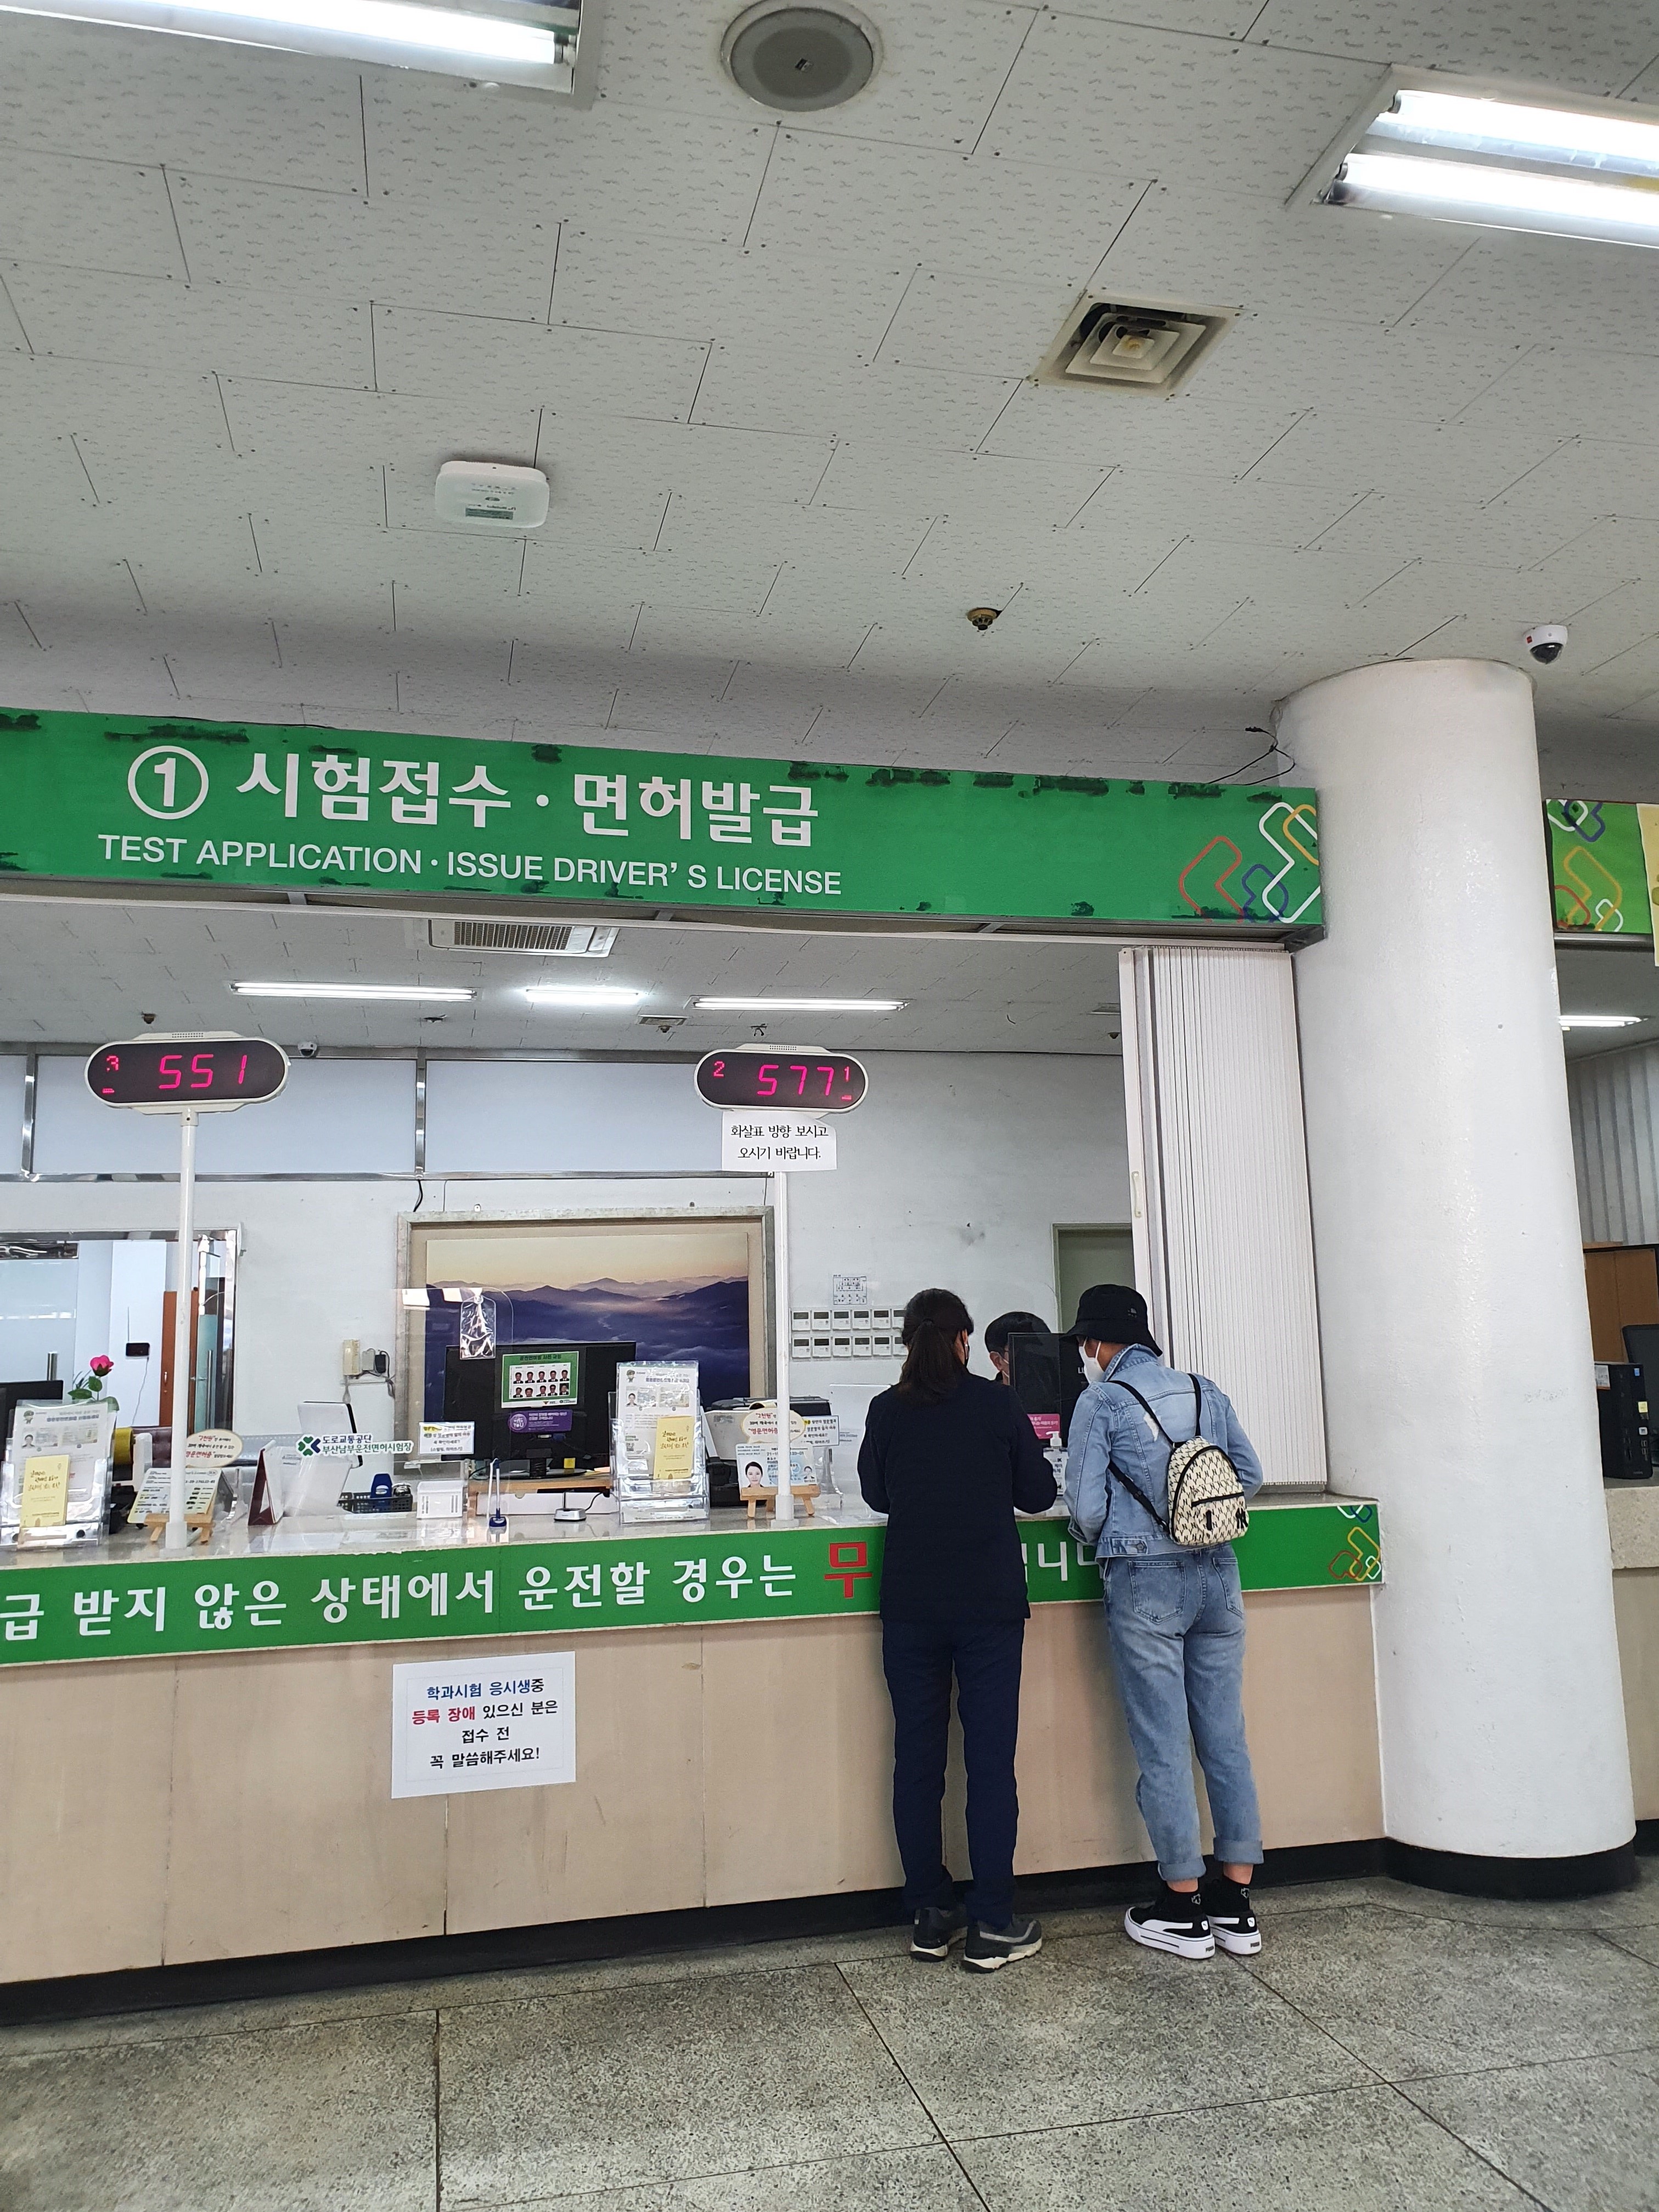 ① 시험접수 · 면허발급
TEST APPLICATION · ISSUE DRIVER' S LICENSE
3 551
2 577 1
화살표 방향 보시고
오시기 바랍니다.
도로교통공단
부산남부운전면허시험장
급 받지 않은 상태에서 운전할 경우는 무
학과시험 응시생중
등록 장애 있으신 분은
접수 전
꼭 말씀해주세요!